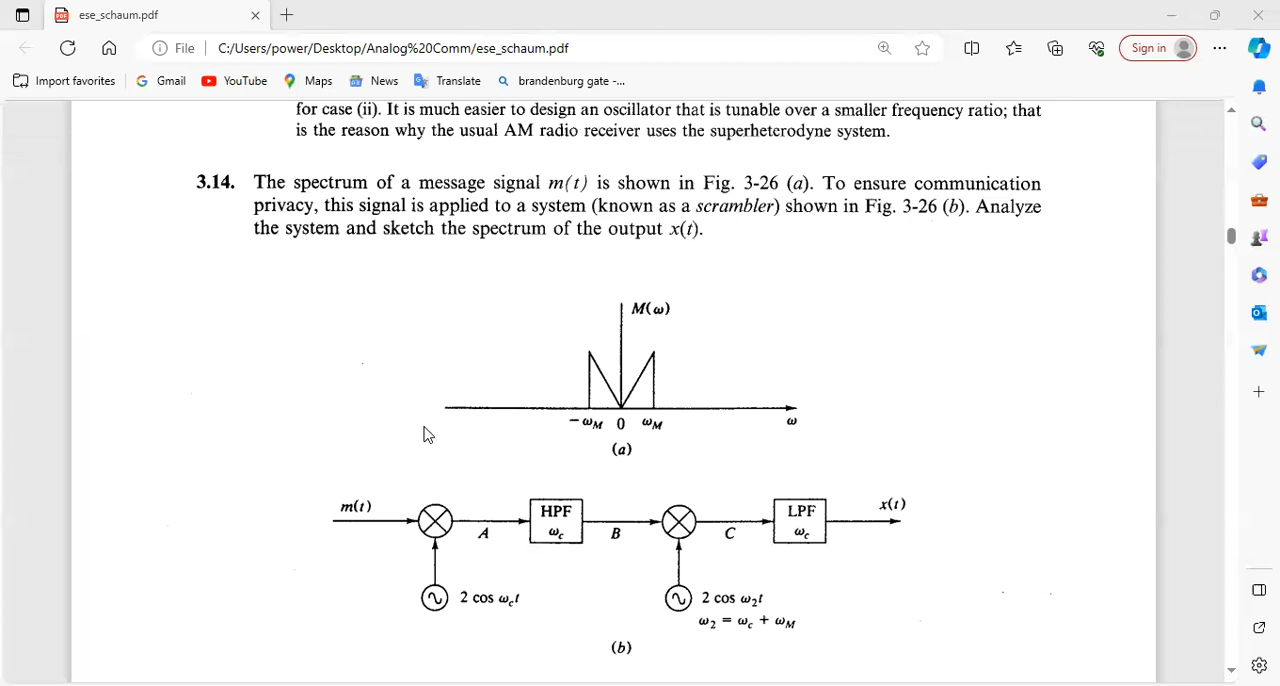 ese_schaum.pdf
File C:/Users/power/Desktop/Analog%20Comm/ese_schaum.pdf
Sign in
Import favorites Gmail YouTube Maps News Translate brandenburg gate -...
for case (ii). It is much easier to design an oscillator that is tunable over a smaller frequency ratio; that
is the reason why the usual AM radio receiver uses the superheterodyne system.
3.14. The spectrum of a message signal m(t) is shown in Fig. 3-26 (a). To ensure communication
privacy, this signal is applied to a system (known as a scrambler) shown in Fig. 3-26 (b). Analyze
the system and sketch the spectrum of the output x(t).
M(ω)
−ωM 0 ωM ω
(a)
m(t) A HPF ωc B C LPF ωc x(t)
2 cos ωct 2 cos ω2t
ω2 = ωc + ωM
(b)